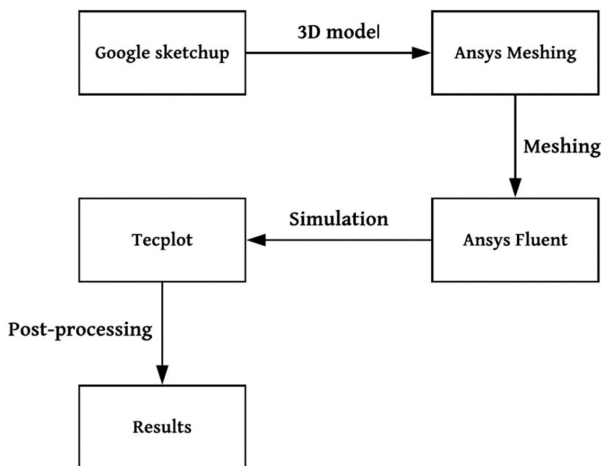 Google sketchup
3D model
Ansys Meshing
Meshing
Ansys Fluent
Simulation
Tecplot
Post-processing
Results